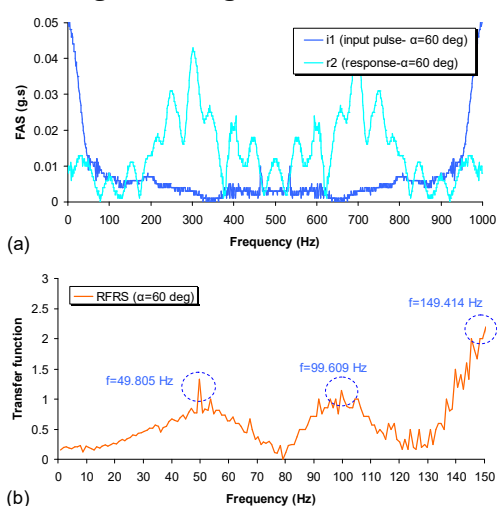 0.05
0.04
0.03
0.02
0.01
0
FAS (g.s)
i1 (input pulse- α=60 deg)
r2 (response-α=60 deg)
0 100 200 300 400 500 600 700 800 900 1000
(a)
Frequency (Hz)
3
2.5
2
1.5
1
0.5
0
Transfer function
RFRS (α=60 deg)
f=149.414 Hz
f=49.805 Hz
f=99.609 Hz
0 10 20 30 40 50 60 70 80 90 100 110 120 130 140 150
(b)
Frequency (Hz)